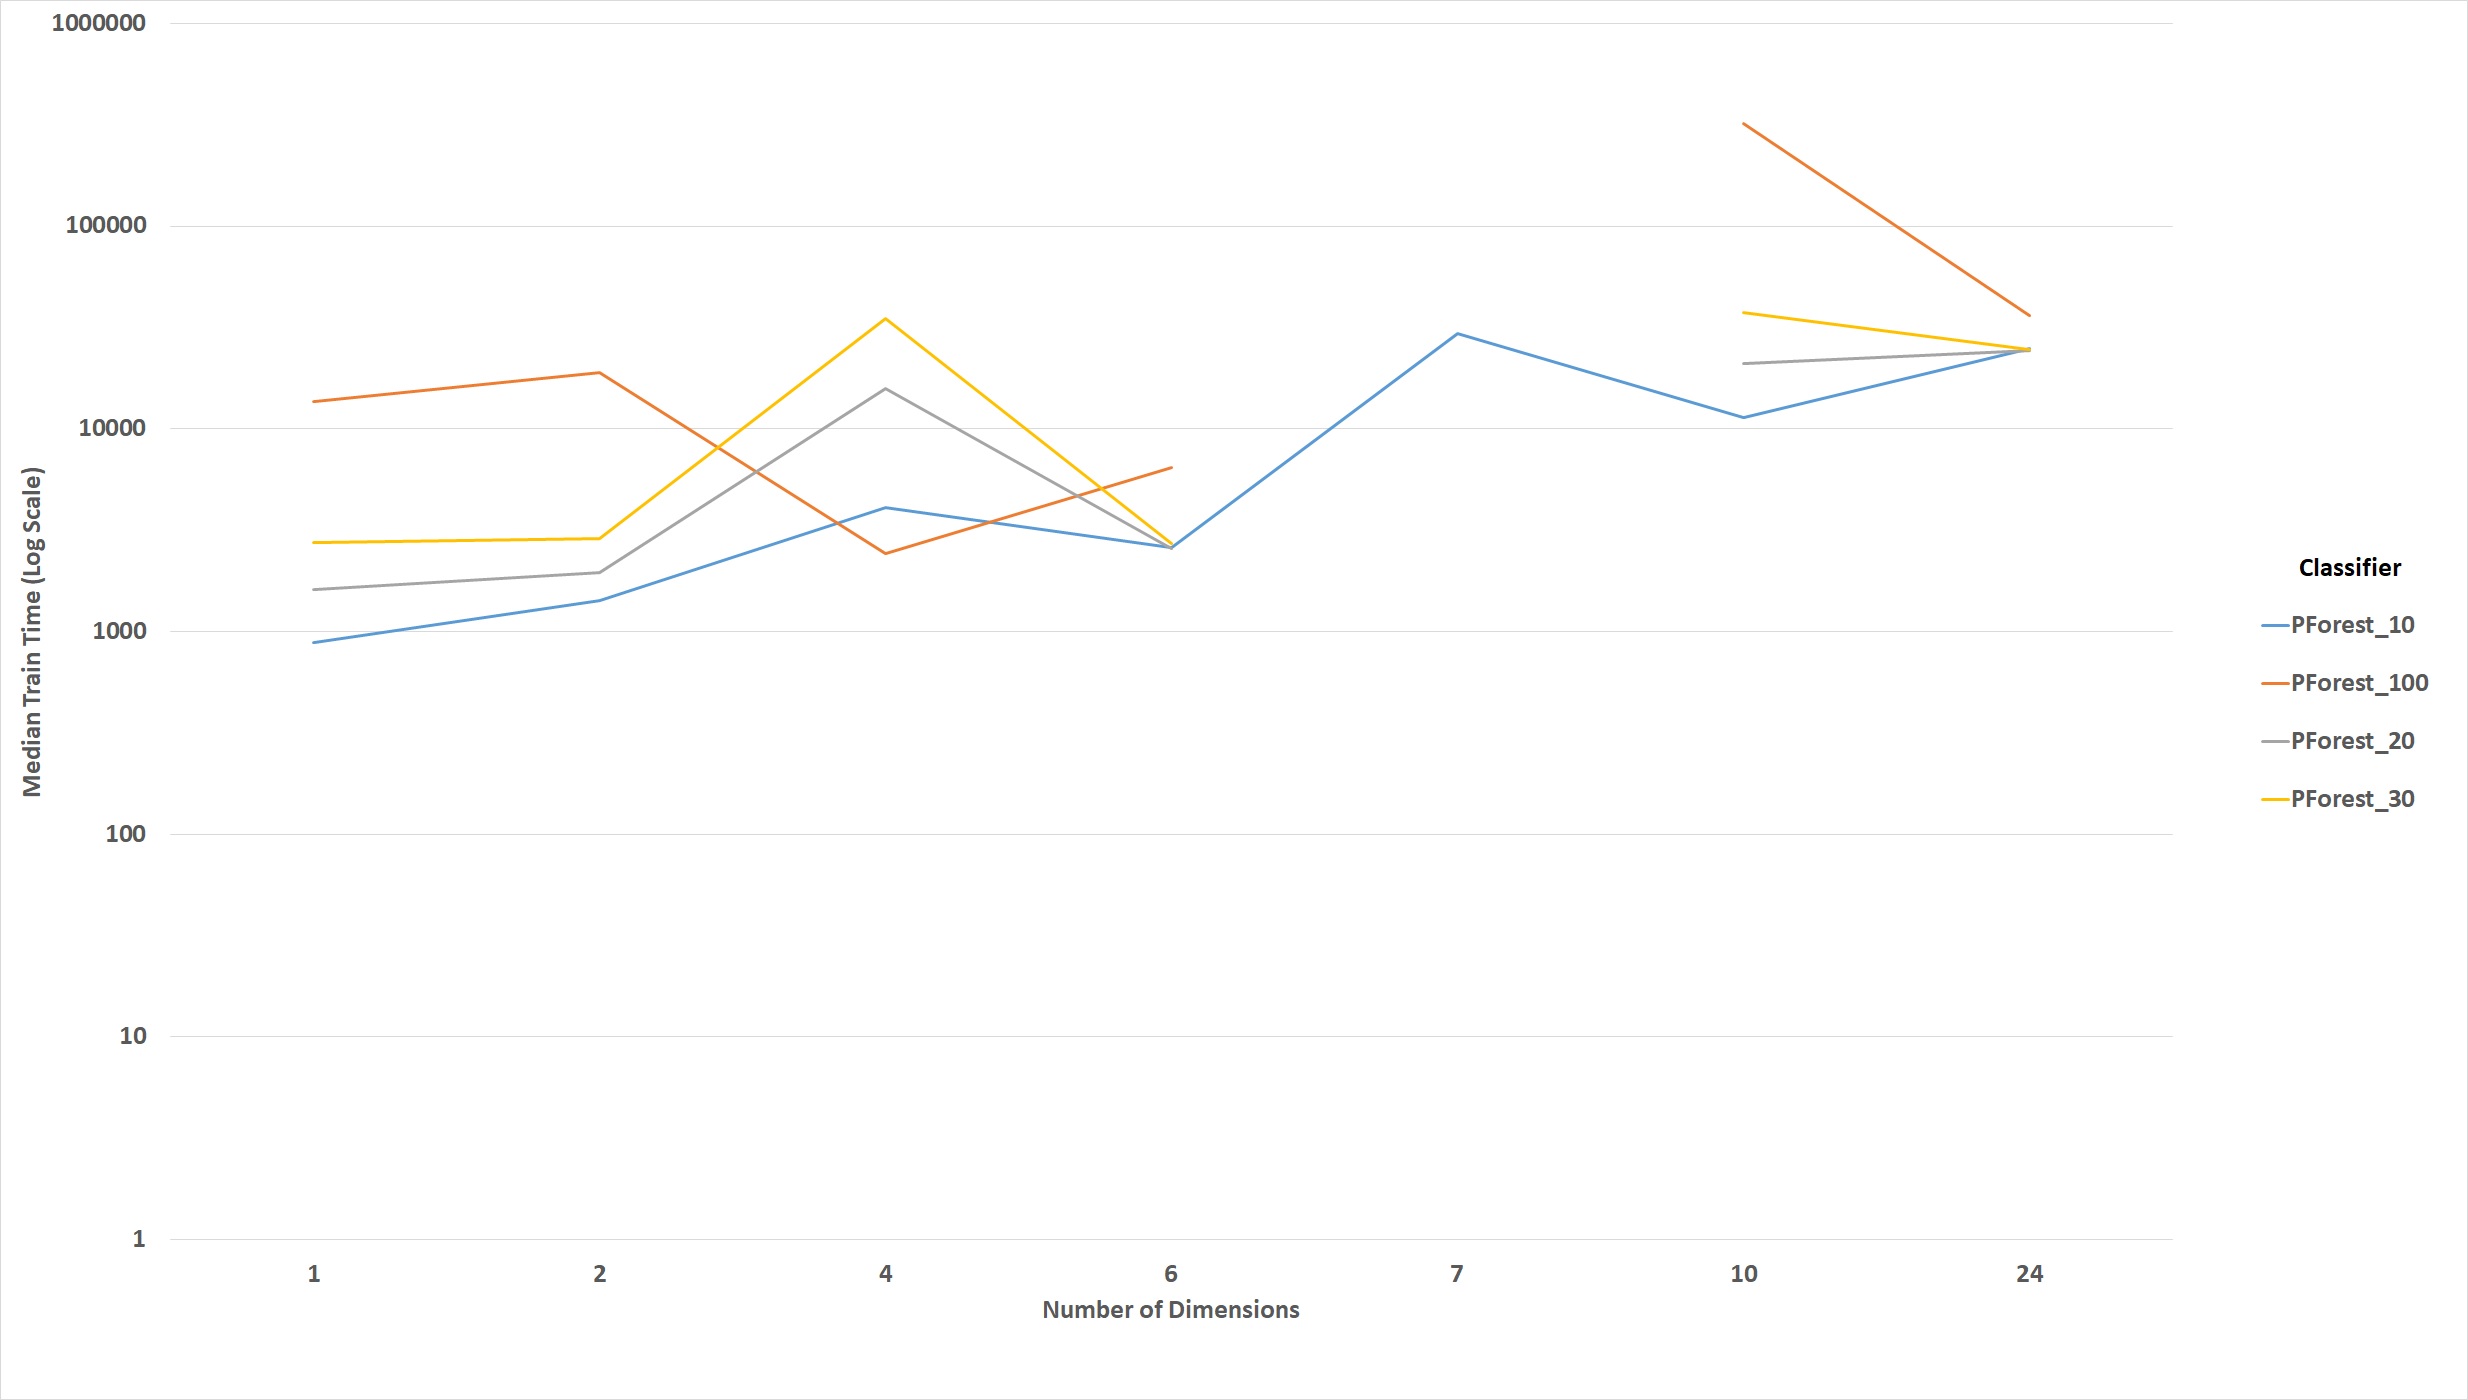 1000000
100000
10000
1000
100
10
1
Median Train Time (Log Scale)
1 2 4 6 7 10 24
Number of Dimensions
Classifier
PForest_10
PForest_100
PForest_20
PForest_30